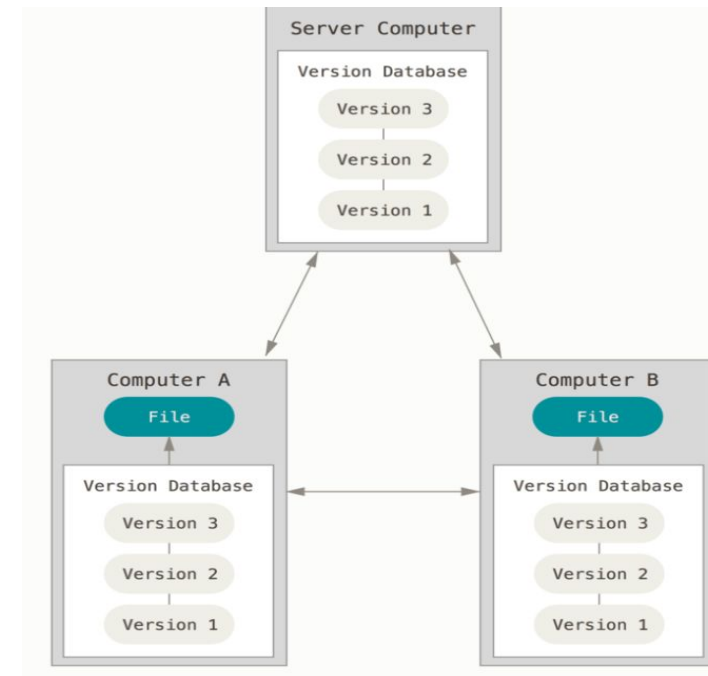 Server Computer
Version Database
Version 3
Version 2
Version 1
Computer A
File
Version Database
Version 3
Version 2
Version 1
Computer B
File
Version Database
Version 3
Version 2
Version 1